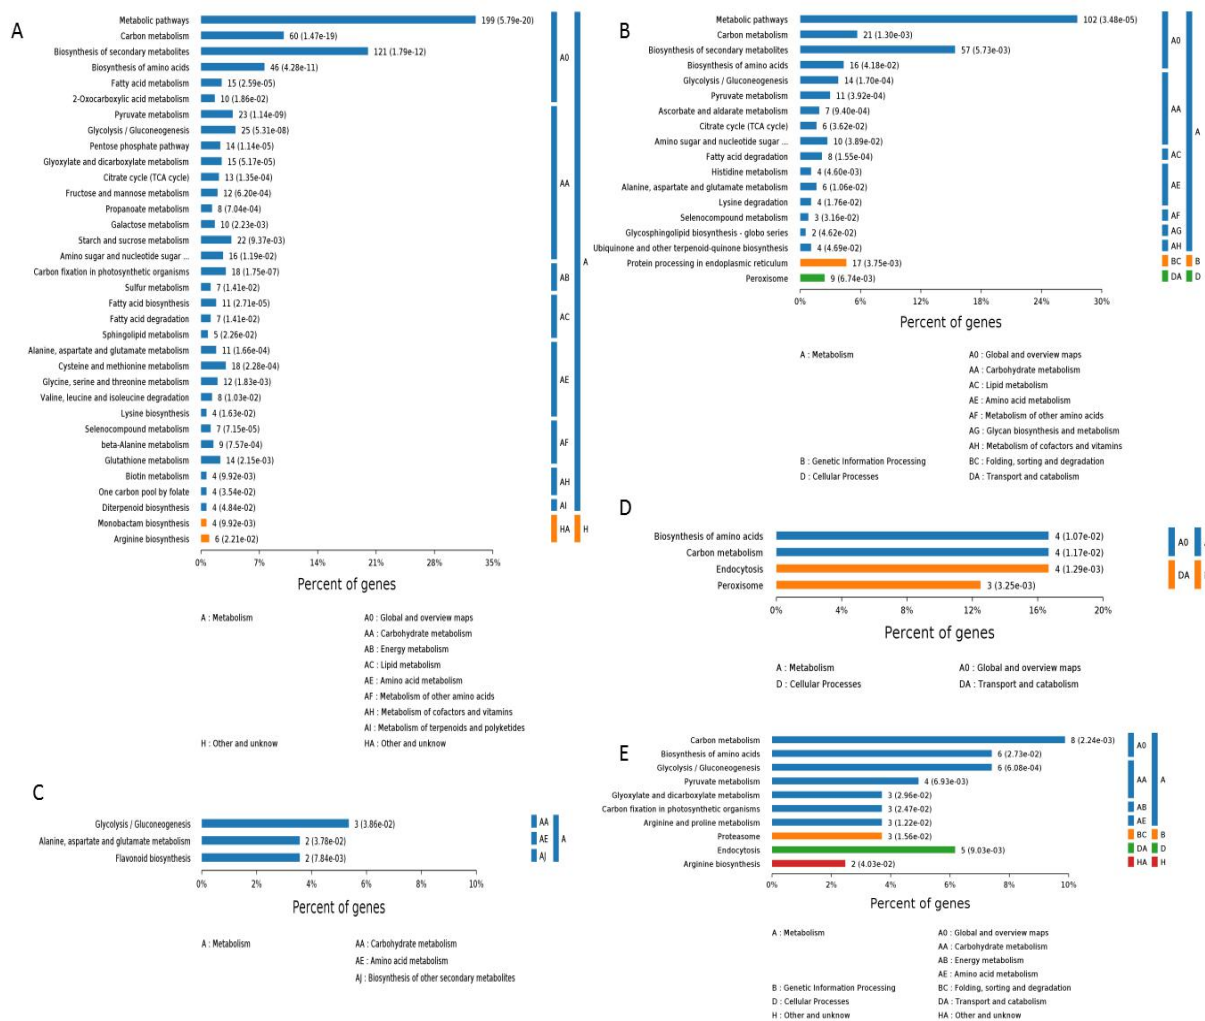 A
Metabolic pathways 199 (5.79e-20)
Carbon metabolism 60 (1.47e-19)
Biosynthesis of secondary metabolites 121 (1.79e-12)
Biosynthesis of amino acids 46 (4.28e-11)
Fatty acid metabolism 15 (2.59e-05)
2-Oxocarboxylic acid metabolism 10 (1.86e-02)
Pyruvate metabolism 23 (1.14e-09)
Glycolysis / Gluconeogenesis 25 (5.31e-08)
Pentose phosphate pathway 14 (1.14e-05)
Glyoxylate and dicarboxylate metabolism 15 (5.17e-05)
Citrate cycle (TCA cycle) 13 (1.35e-04)
Fructose and mannose metabolism 12 (6.20e-04)
Propanoate metabolism 8 (7.04e-04)
Galactose metabolism 10 (2.23e-03)
Starch and sucrose metabolism 22 (9.37e-03)
Amino sugar and nucleotide sugar ... 16 (1.19e-02)
Carbon fixation in photosynthetic organisms 18 (1.75e-07)
Sulfur metabolism 7 (1.41e-02)
Fatty acid biosynthesis 11 (2.71e-05)
Fatty acid degradation 7 (1.41e-02)
Sphingolipid metabolism 5 (2.26e-02)
Alanine, aspartate and glutamate metabolism 11 (1.66e-04)
Cysteine and methionine metabolism 18 (2.28e-04)
Glycine, serine and threonine metabolism 12 (1.83e-03)
Valine, leucine and isoleucine degradation 8 (1.03e-02)
Lysine biosynthesis 4 (1.63e-02)
Selenocompound metabolism 7 (7.15e-05)
beta-Alanine metabolism 9 (7.57e-04)
Glutathione metabolism 14 (2.15e-03)
Biotin metabolism 4 (9.92e-03)
One carbon pool by folate 4 (3.54e-02)
Diterpenoid biosynthesis 4 (4.84e-02)
Monobactam biosynthesis 4 (9.92e-03)
Arginine biosynthesis 6 (2.21e-02)
A0
AA
AB
AC
AE
AF
AH
AI
HA
A
H
0% 7% 14% 21% 28% 35%
Percent of genes
A : Metabolism A0 : Global and overview maps
AA : Carbohydrate metabolism
AB : Energy metabolism
AC : Lipid metabolism
AE : Amino acid metabolism
AF : Metabolism of other amino acids
AH : Metabolism of cofactors and vitamins
AI : Metabolism of terpenoids and polyketides
H : Other and unknow HA : Other and unknow
B
Metabolic pathways 102 (3.48e-05)
Carbon metabolism 21 (1.30e-03)
Biosynthesis of secondary metabolites 57 (5.73e-03)
Biosynthesis of amino acids 16 (4.18e-02)
Glycolysis / Gluconeogenesis 14 (1.70e-04)
Pyruvate metabolism 11 (3.92e-04)
Ascorbate and aldarate metabolism 7 (9.40e-04)
Citrate cycle (TCA cycle) 6 (3.62e-02)
Amino sugar and nucleotide sugar ... 10 (3.89e-02)
Fatty acid degradation 8 (1.55e-04)
Histidine metabolism 4 (4.60e-03)
Alanine, aspartate and glutamate metabolism 6 (1.06e-02)
Lysine degradation 4 (1.76e-02)
Selenocompound metabolism 3 (3.16e-02)
Glycosphingolipid biosynthesis - globo series 2 (4.62e-02)
Ubiquinone and other terpenoid-quinone biosynthesis 4 (4.69e-02)
Protein processing in endoplasmic reticulum 17 (3.75e-03)
Peroxisome 9 (6.74e-03)
A0
AA
AC
AE
AF
AG
AH
BC
DA
A
B
D
0% 6% 12% 18% 24% 30%
Percent of genes
A : Metabolism A0 : Global and overview maps
AA : Carbohydrate metabolism
AC : Lipid metabolism
AE : Amino acid metabolism
AF : Metabolism of other amino acids
AG : Glycan biosynthesis and metabolism
AH : Metabolism of cofactors and vitamins
B : Genetic Information Processing BC : Folding, sorting and degradation
D : Cellular Processes DA : Transport and catabolism
C
Glycolysis / Gluconeogenesis 3 (3.86e-02)
Alanine, aspartate and glutamate metabolism 2 (3.78e-02)
Flavonoid biosynthesis 2 (7.84e-03)
AA
AE
AJ
A
0% 2% 4% 6% 8% 10%
Percent of genes
A : Metabolism AA : Carbohydrate metabolism
AE : Amino acid metabolism
AJ : Biosynthesis of other secondary metabolites
D
Biosynthesis of amino acids 4 (1.07e-02)
Carbon metabolism 4 (1.17e-02)
Endocytosis 4 (1.29e-03)
Peroxisome 3 (3.25e-03)
A0
DA
0% 4% 8% 12% 16% 20%
Percent of genes
A : Metabolism A0 : Global and overview maps
D : Cellular Processes DA : Transport and catabolism
E
Carbon metabolism 8 (2.24e-03)
Biosynthesis of amino acids 6 (2.73e-02)
Glycolysis / Gluconeogenesis 6 (6.08e-04)
Pyruvate metabolism 4 (6.93e-03)
Glyoxylate and dicarboxylate metabolism 3 (2.96e-02)
Carbon fixation in photosynthetic organisms 3 (2.47e-02)
Arginine and proline metabolism 3 (1.22e-02)
Proteasome 3 (1.56e-02)
Endocytosis 5 (9.03e-03)
Arginine biosynthesis 2 (4.03e-02)
A0
AA
AB
AE
BC
DA
HA
A
B
D
H
0% 2% 4% 6% 8% 10%
Percent of genes
A : Metabolism A0 : Global and overview maps
AA : Carbohydrate metabolism
AB : Energy metabolism
AE : Amino acid metabolism
B : Genetic Information Processing BC : Folding, sorting and degradation
D : Cellular Processes DA : Transport and catabolism
H : Other and unknow HA : Other and unknow